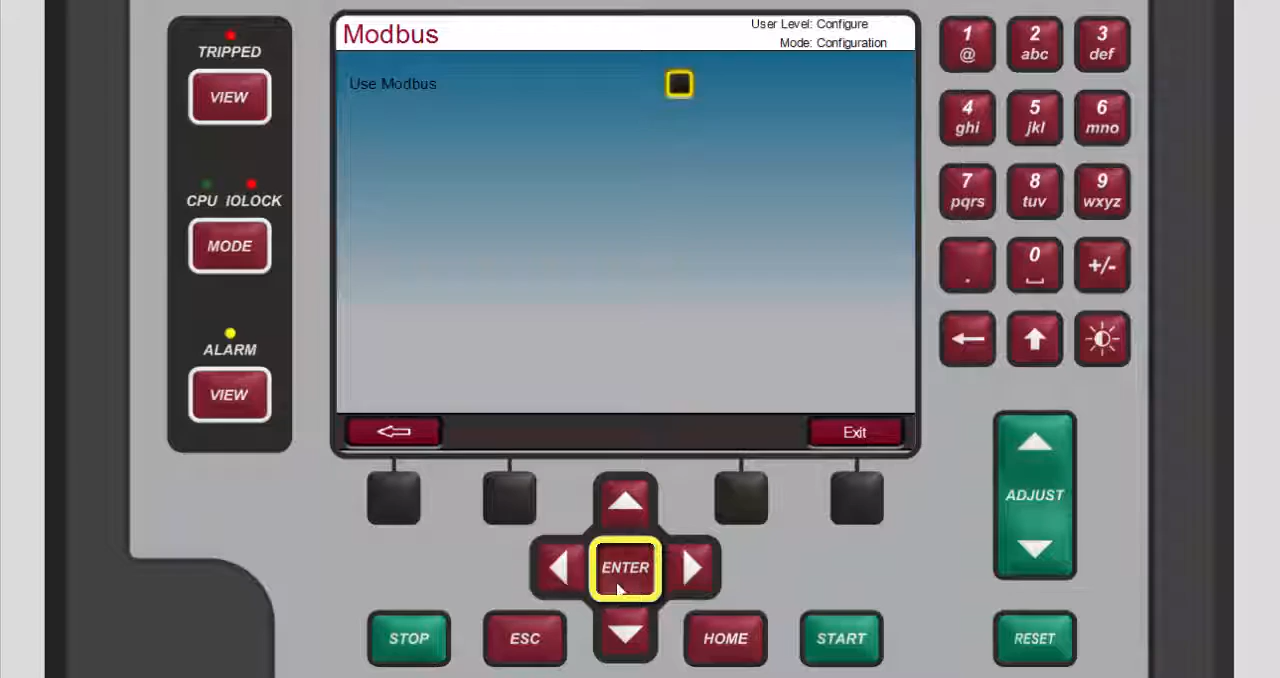 TRIPPED
VIEW
CPU IOLOCK
MODE
ALARM
VIEW
Modbus
User Level: Configure
Mode: Configuration
Use Modbus
Exit
ENTER
STOP
ESC
HOME
START
1
@
2
abc
3
def
4
ghi
5
jkl
6
mno
7
pqrs
8
tuv
9
wxyz
.
0
+/-
ADJUST
RESET